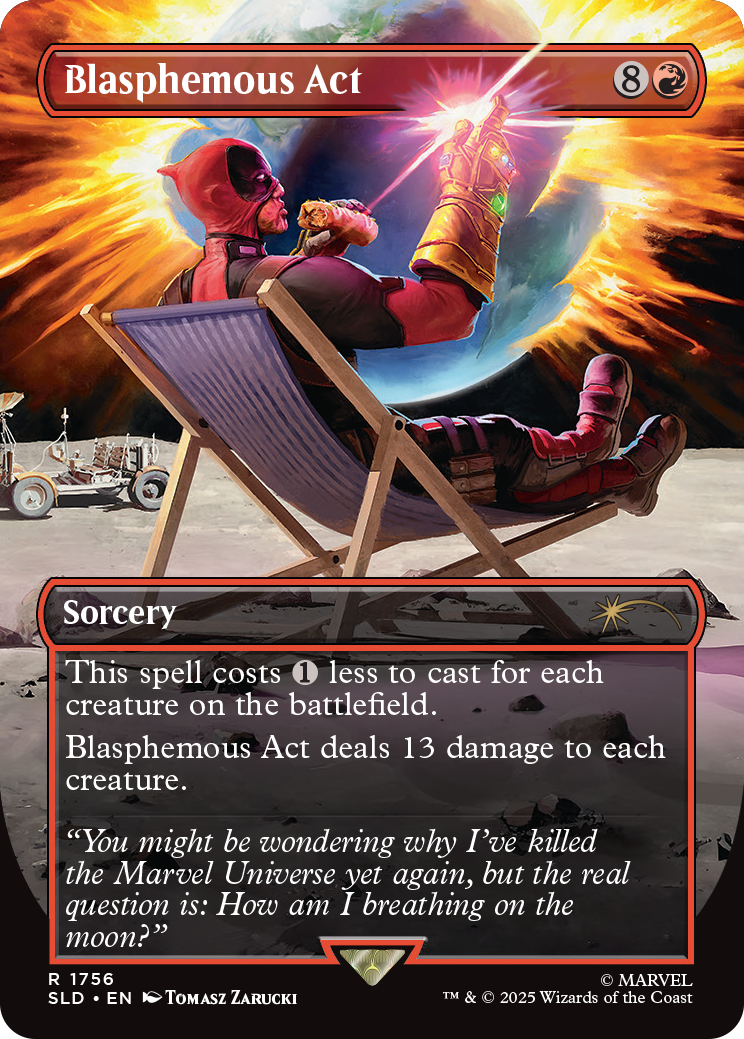 Blasphemous Act 8
Sorcery
This spell costs 1 less to cast for each
creature on the battlefield.
Blasphemous Act deals 13 damage to each
creature.
“You might be wondering why I’ve killed
the Marvel Universe yet again, but the real
question is: How am I breathing on the
moon?”
R 1756
SLD • EN Tomasz Zarucki
© MARVEL
™ & © 2025 Wizards of the Coast